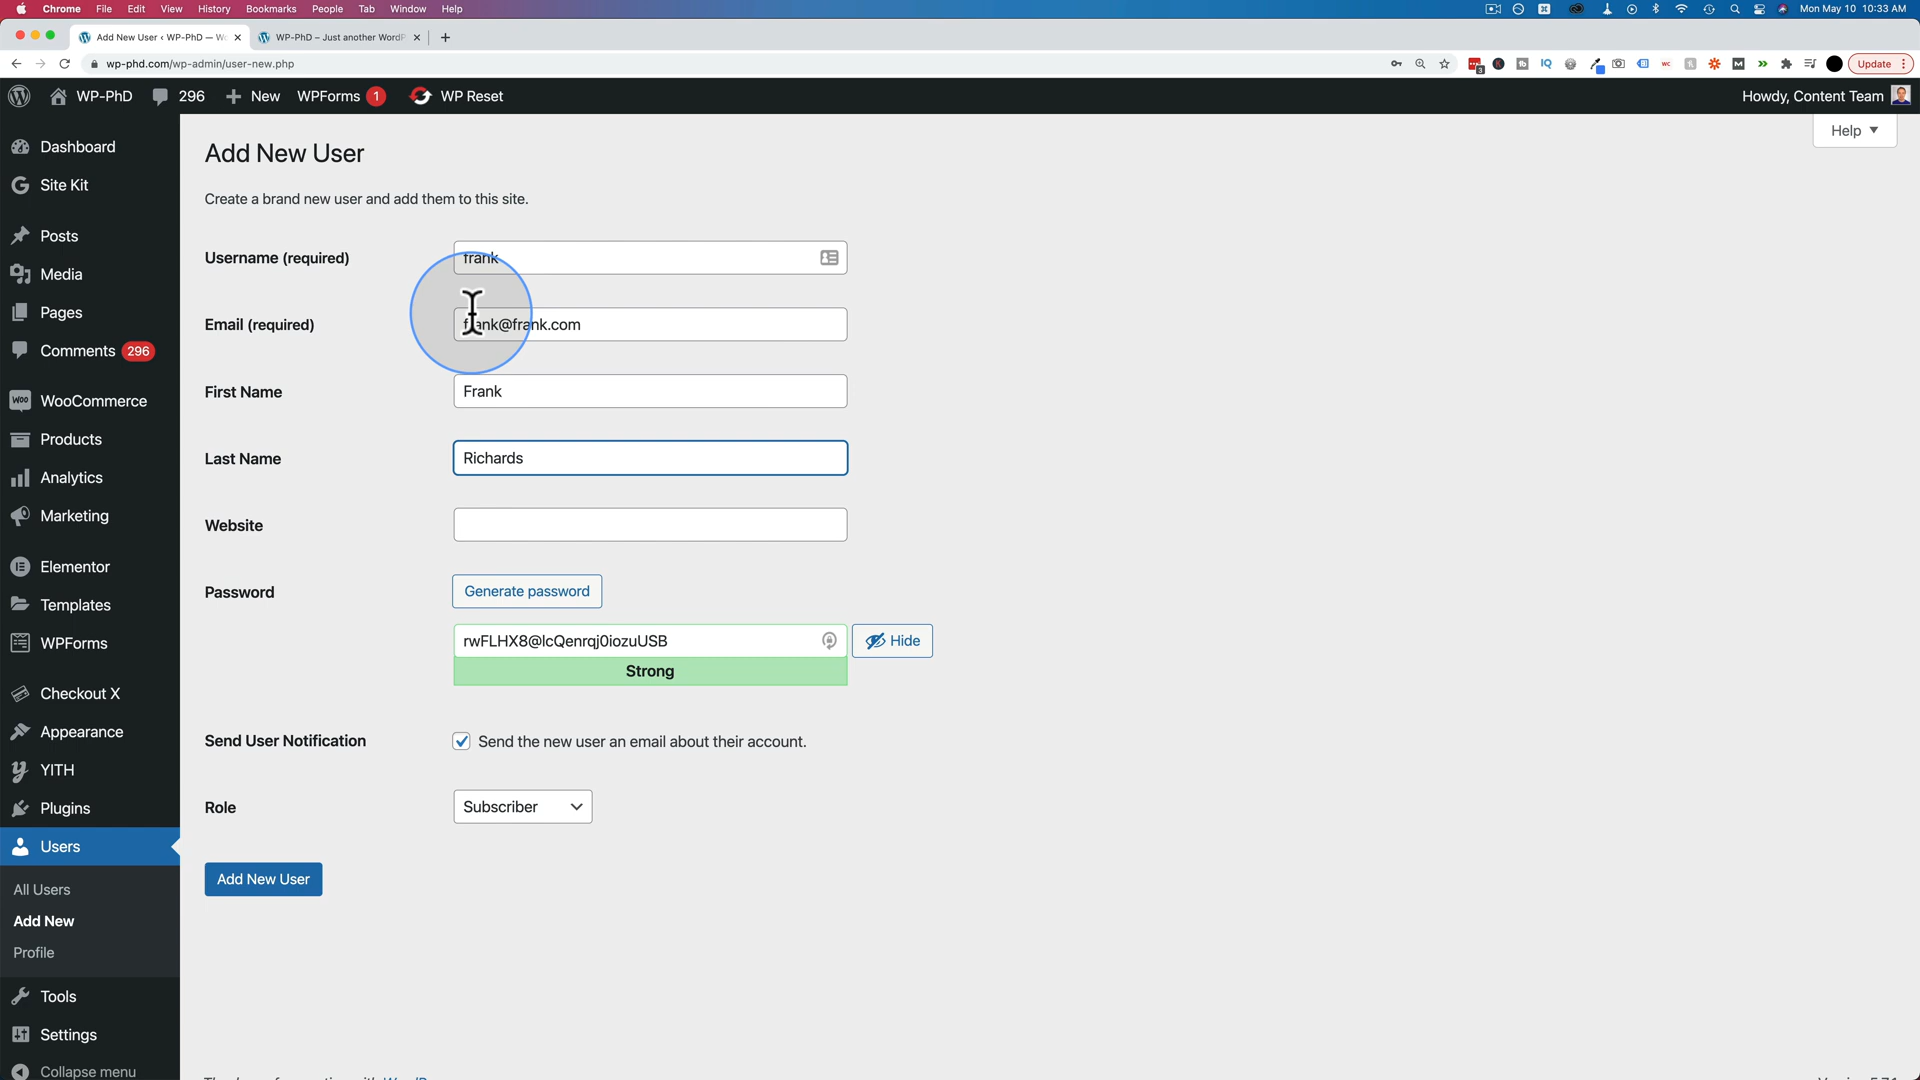 Chrome File Edit View History Bookmarks People Tab Window Help Mon May 10 10:33 AM
Add New User ‹ WP-PhD — Wo WP-PhD – Just another WordP
wp-phd.com/wp-admin/user-new.php Update
WP-PhD 296 New WPForms 1 WP Reset Howdy, Content Team
Help
Dashboard
Site Kit
Posts
Media
Pages
Comments 296
WooCommerce
Products
Analytics
Marketing
Elementor
Templates
WPForms
Checkout X
Appearance
YITH
Plugins
Users
All Users
Add New
Profile
Tools
Settings
Collapse menu
Add New User
Create a brand new user and add them to this site.
Username (required) frank
Email (required) frank@frank.com
First Name Frank
Last Name Richards
Website
Password Generate password
rwFLHX8@lcQenrqj0iozuUSB Hide
Strong
Send User Notification Send the new user an email about their account.
Role Subscriber
Add New User